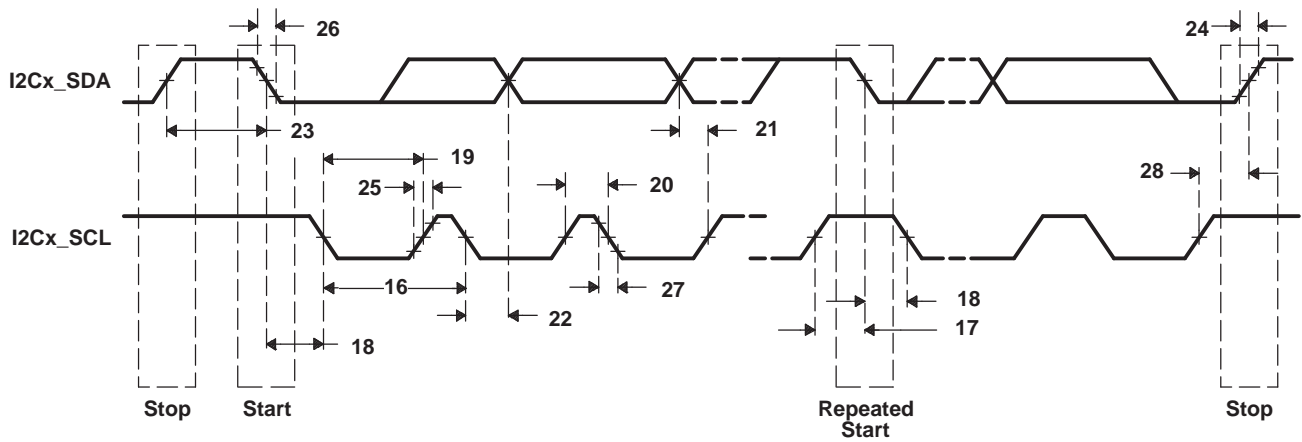 26
24
I2Cx_SDA
23
21
19
25
20
28
I2Cx_SCL
16
27
18
22
17
18
Stop
Start
Repeated
Start
Stop